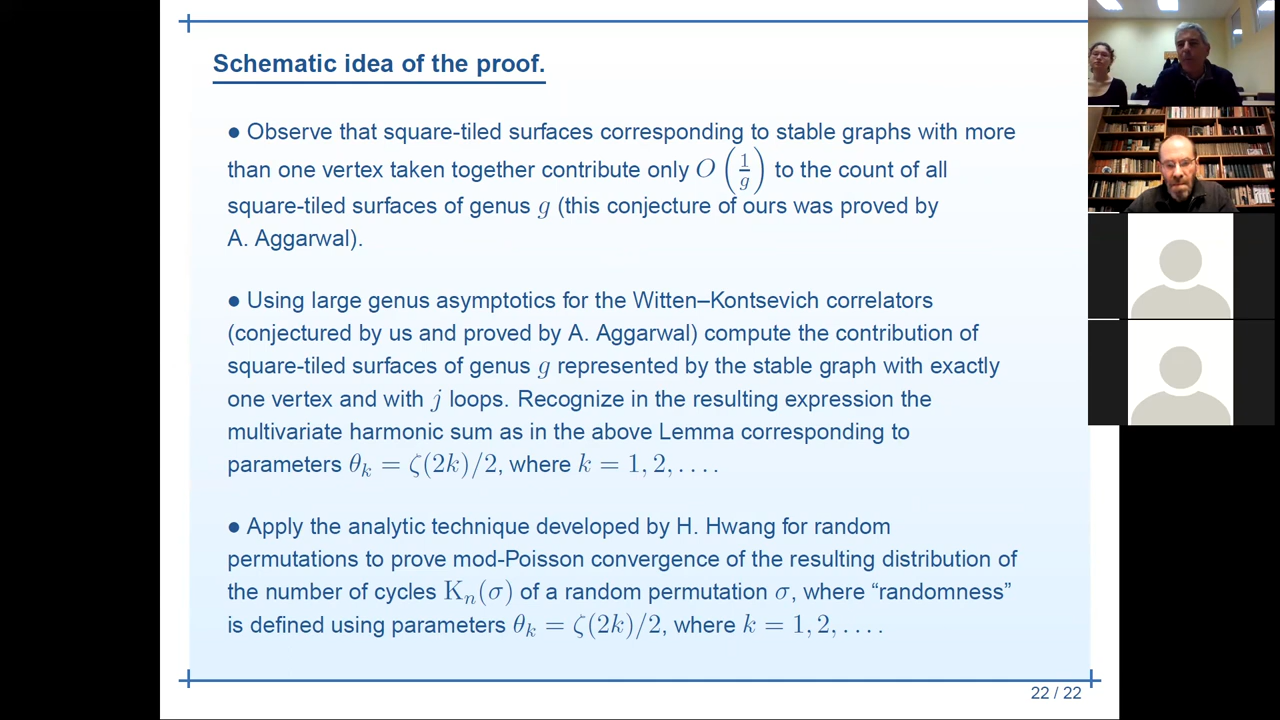 Schematic idea of the proof.
● Observe that square-tiled surfaces corresponding to stable graphs with more
than one vertex taken together contribute only O(1/g) to the count of all
square-tiled surfaces of genus g (this conjecture of ours was proved by
A. Aggarwal).
● Using large genus asymptotics for the Witten–Kontsevich correlators
(conjectured by us and proved by A. Aggarwal) compute the contribution of
square-tiled surfaces of genus g represented by the stable graph with exactly
one vertex and with j loops. Recognize in the resulting expression the
multivariate harmonic sum as in the above Lemma corresponding to
parameters θ_k = ζ(2k)/2, where k = 1, 2, . . . .
● Apply the analytic technique developed by H. Hwang for random
permutations to prove mod-Poisson convergence of the resulting distribution of
the number of cycles K_n(σ) of a random permutation σ, where “randomness”
is defined using parameters θ_k = ζ(2k)/2, where k = 1, 2, . . . .
22 / 22